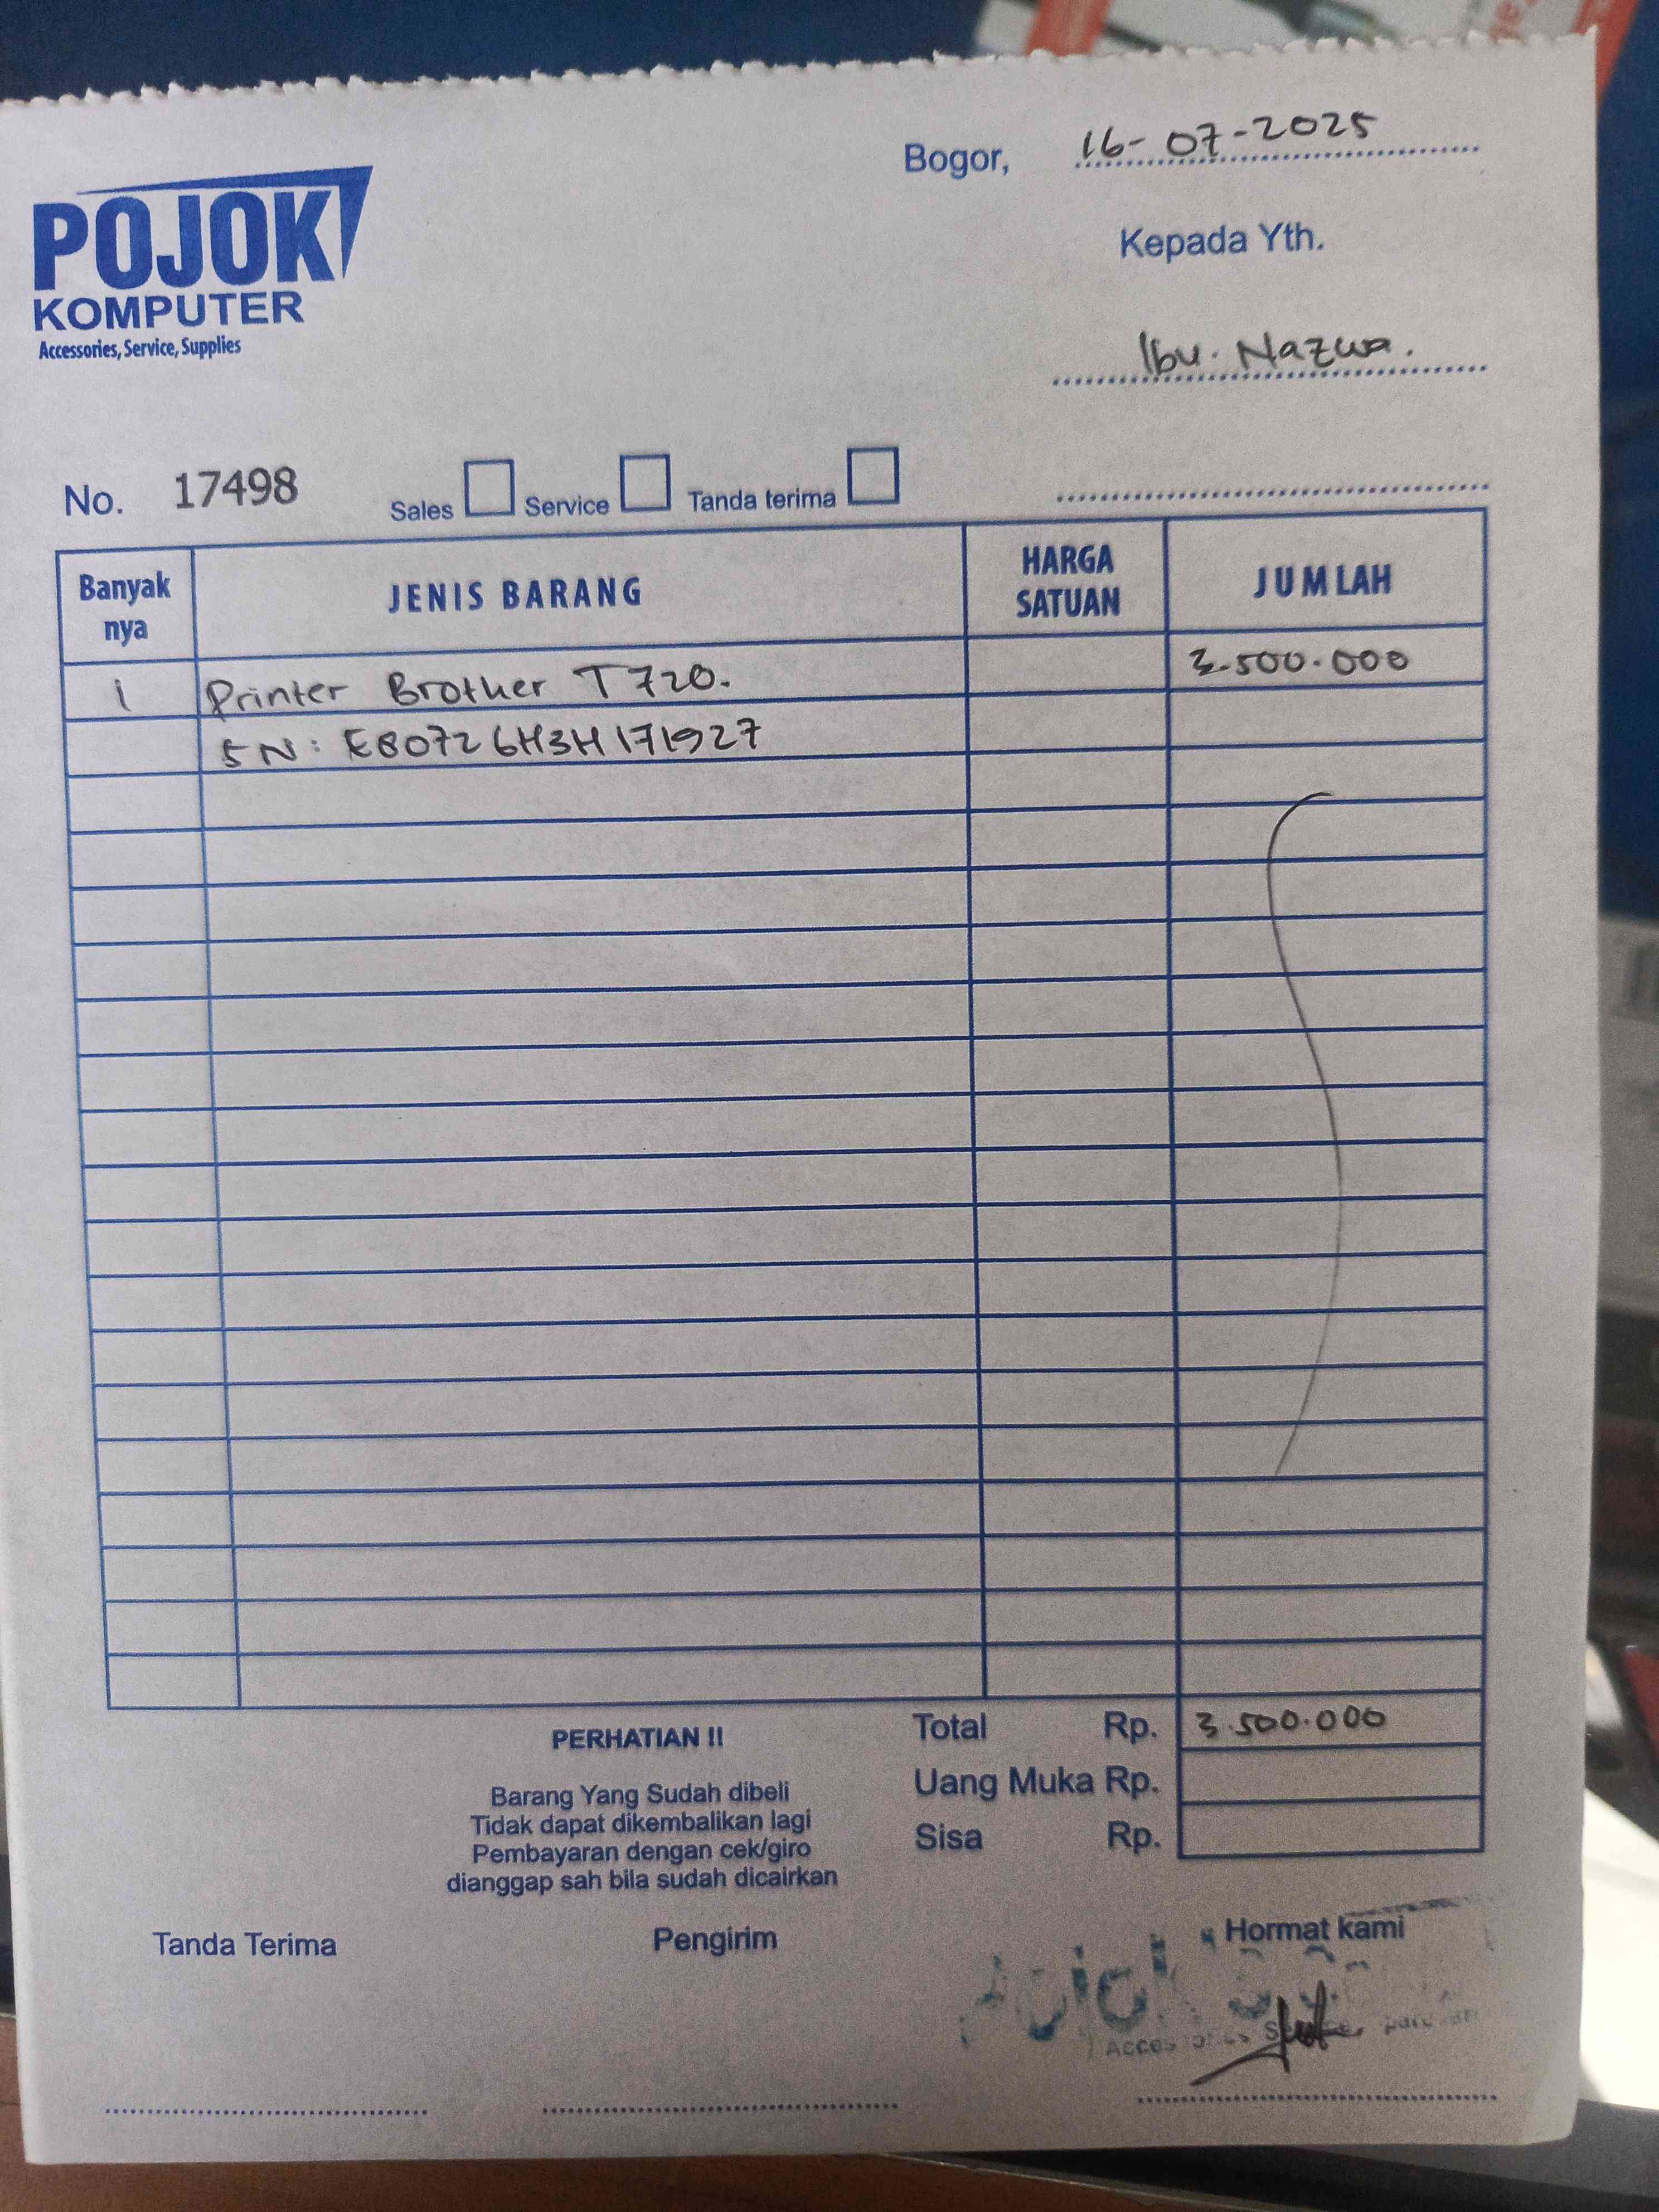 Bogor, 16-07-2025
POJOK
KOMPUTER
Accessories, Service, Supplies
Kepada Yth.
Ibu. Nazwa.
No. 17498 Sales Service Tanda terima
Banyak nya JENIS BARANG HARGA SATUAN JUMLAH
1 Printer Brother T720. 3.500.000
SN: E80726H3H171927
Total Rp. 3.500.000
Uang Muka Rp.
Sisa Rp.
PERHATIAN !!
Barang Yang Sudah dibeli
Tidak dapat dikembalikan lagi
Pembayaran dengan cek/giro
dianggap sah bila sudah dicairkan
Tanda Terima Pengirim Hormat kami
Pojok